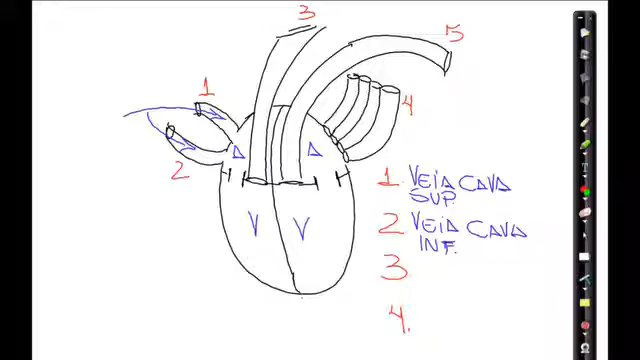 3
5
1
4
2
A A
V V
1 VEIA CAVA
SUP.
2 VEIA CAVA
INF.
3
4.